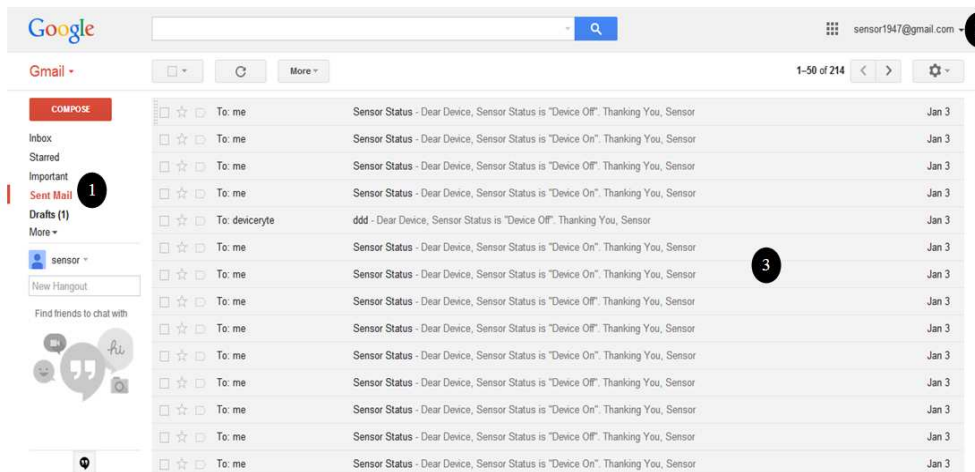 Google
sensor1947@gmail.com
Gmail
More
1–50 of 214
COMPOSE
Inbox
Starred
Important
Sent Mail
1
Drafts (1)
More
sensor
New Hangout
Find friends to chat with
hi
To: me Sensor Status - Dear Device, Sensor Status is "Device Off". Thanking You, Sensor Jan 3
To: me Sensor Status - Dear Device, Sensor Status is "Device On". Thanking You, Sensor Jan 3
To: me Sensor Status - Dear Device, Sensor Status is "Device Off". Thanking You, Sensor Jan 3
To: me Sensor Status - Dear Device, Sensor Status is "Device On". Thanking You, Sensor Jan 3
To: deviceryte ddd - Dear Device, Sensor Status is "Device Off". Thanking You, Sensor Jan 3
To: me Sensor Status - Dear Device, Sensor Status is "Device On". Thanking You, Sensor Jan 3
3
To: me Sensor Status - Dear Device, Sensor Status is "Device On". Thanking You, Sensor Jan 3
To: me Sensor Status - Dear Device, Sensor Status is "Device Off". Thanking You, Sensor Jan 3
To: me Sensor Status - Dear Device, Sensor Status is "Device Off". Thanking You, Sensor Jan 3
To: me Sensor Status - Dear Device, Sensor Status is "Device On". Thanking You, Sensor Jan 3
To: me Sensor Status - Dear Device, Sensor Status is "Device Off". Thanking You, Sensor Jan 3
To: me Sensor Status - Dear Device, Sensor Status is "Device On". Thanking You, Sensor Jan 3
To: me Sensor Status - Dear Device, Sensor Status is "Device Off". Thanking You, Sensor Jan 3
To: me Sensor Status - Dear Device, Sensor Status is "Device On". Thanking You, Sensor Jan 3